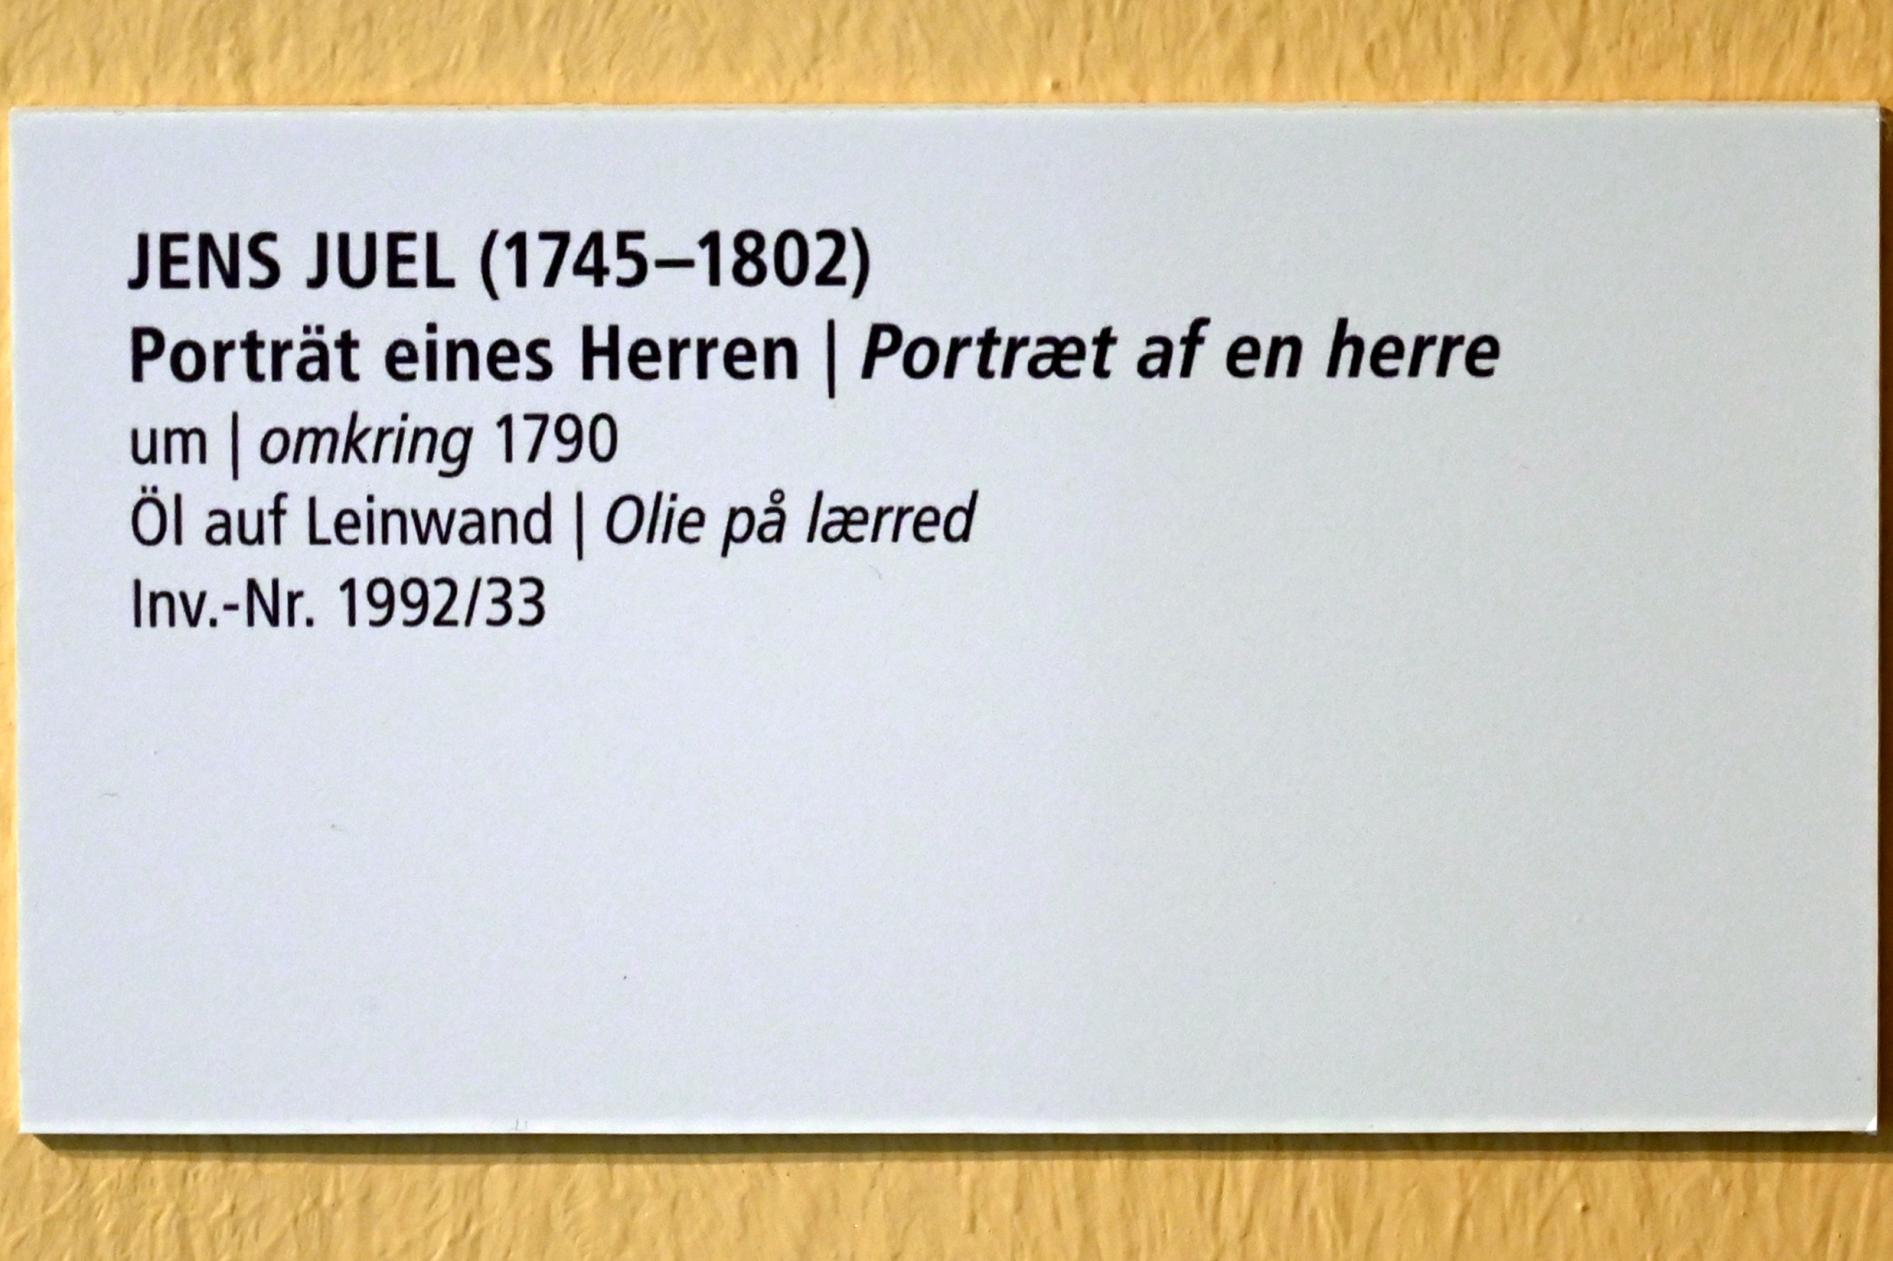 JENS JUEL (1745–1802)
Porträt eines Herren | Portræt af en herre
um | omkring 1790
Öl auf Leinwand | Olie på lærred
Inv.-Nr. 1992/33